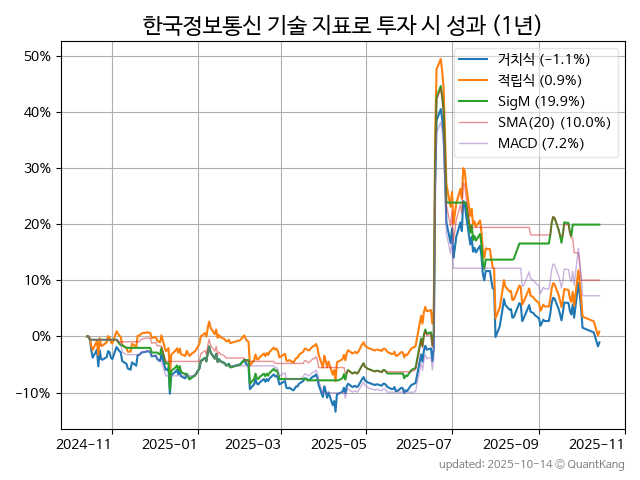 한국정보통신 기술 지표로 투자 시 성과 (1년)
50%
40%
30%
20%
10%
0%
−10%
거치식 (-1.1%)
적립식 (0.9%)
SigM (19.9%)
SMA(20) (10.0%)
MACD (7.2%)
2024-11
2025-01
2025-03
2025-05
2025-07
2025-09
2025-11
updated: 2025-10-14 © QuantKang